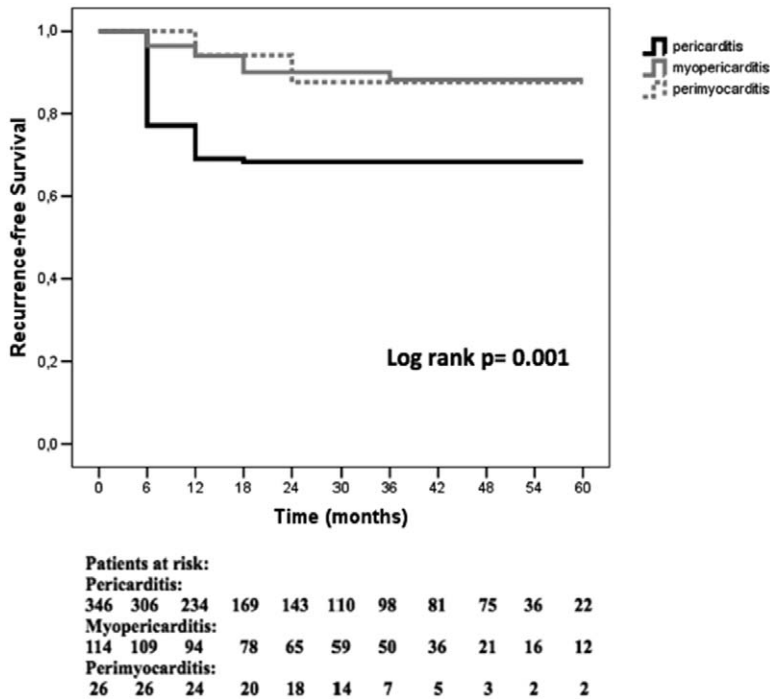 1,0
0,8
0,6
0,4
0,2
0,0
Recurrence-free Survival
pericarditis
myopericarditis
perimyocarditis
Log rank p= 0.001
0 6 12 18 24 30 36 42 48 54 60
Time (months)
Patients at risk:
Pericarditis:
346 306 234 169 143 110 98 81 75 36 22
Myopericarditis:
114 109 94 78 65 59 50 36 21 16 12
Perimyocarditis:
26 26 24 20 18 14 7 5 3 2 2